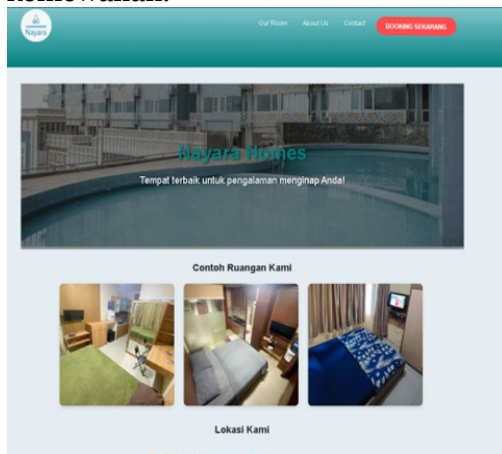 Nayara
Our Room About Us Contact BOOKING SEKARANG
Nayara Homes
Tempat terbaik untuk pengalaman menginap Anda!
Contoh Ruangan Kami
Lokasi Kami